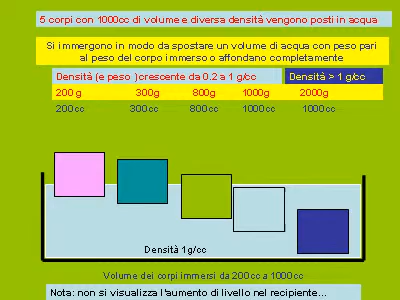 5 corpi con 1000cc di volume e diversa densità vengono posti in acqua
Si immergono in modo da spostare un volume di acqua con peso pari
al peso del corpo immerso o affondano completamente
Densità (e peso ) crescente da 0.2 a 1 g/cc Densità > 1 g/cc
200 g 300g 800g 1000g 2000g
200cc 300cc 800cc 1000cc 1000cc
Densità 1g/cc
Volume dei corpi immersi da 200cc a 1000cc
Nota: non si visualizza l'aumento di livello nel recipiente...